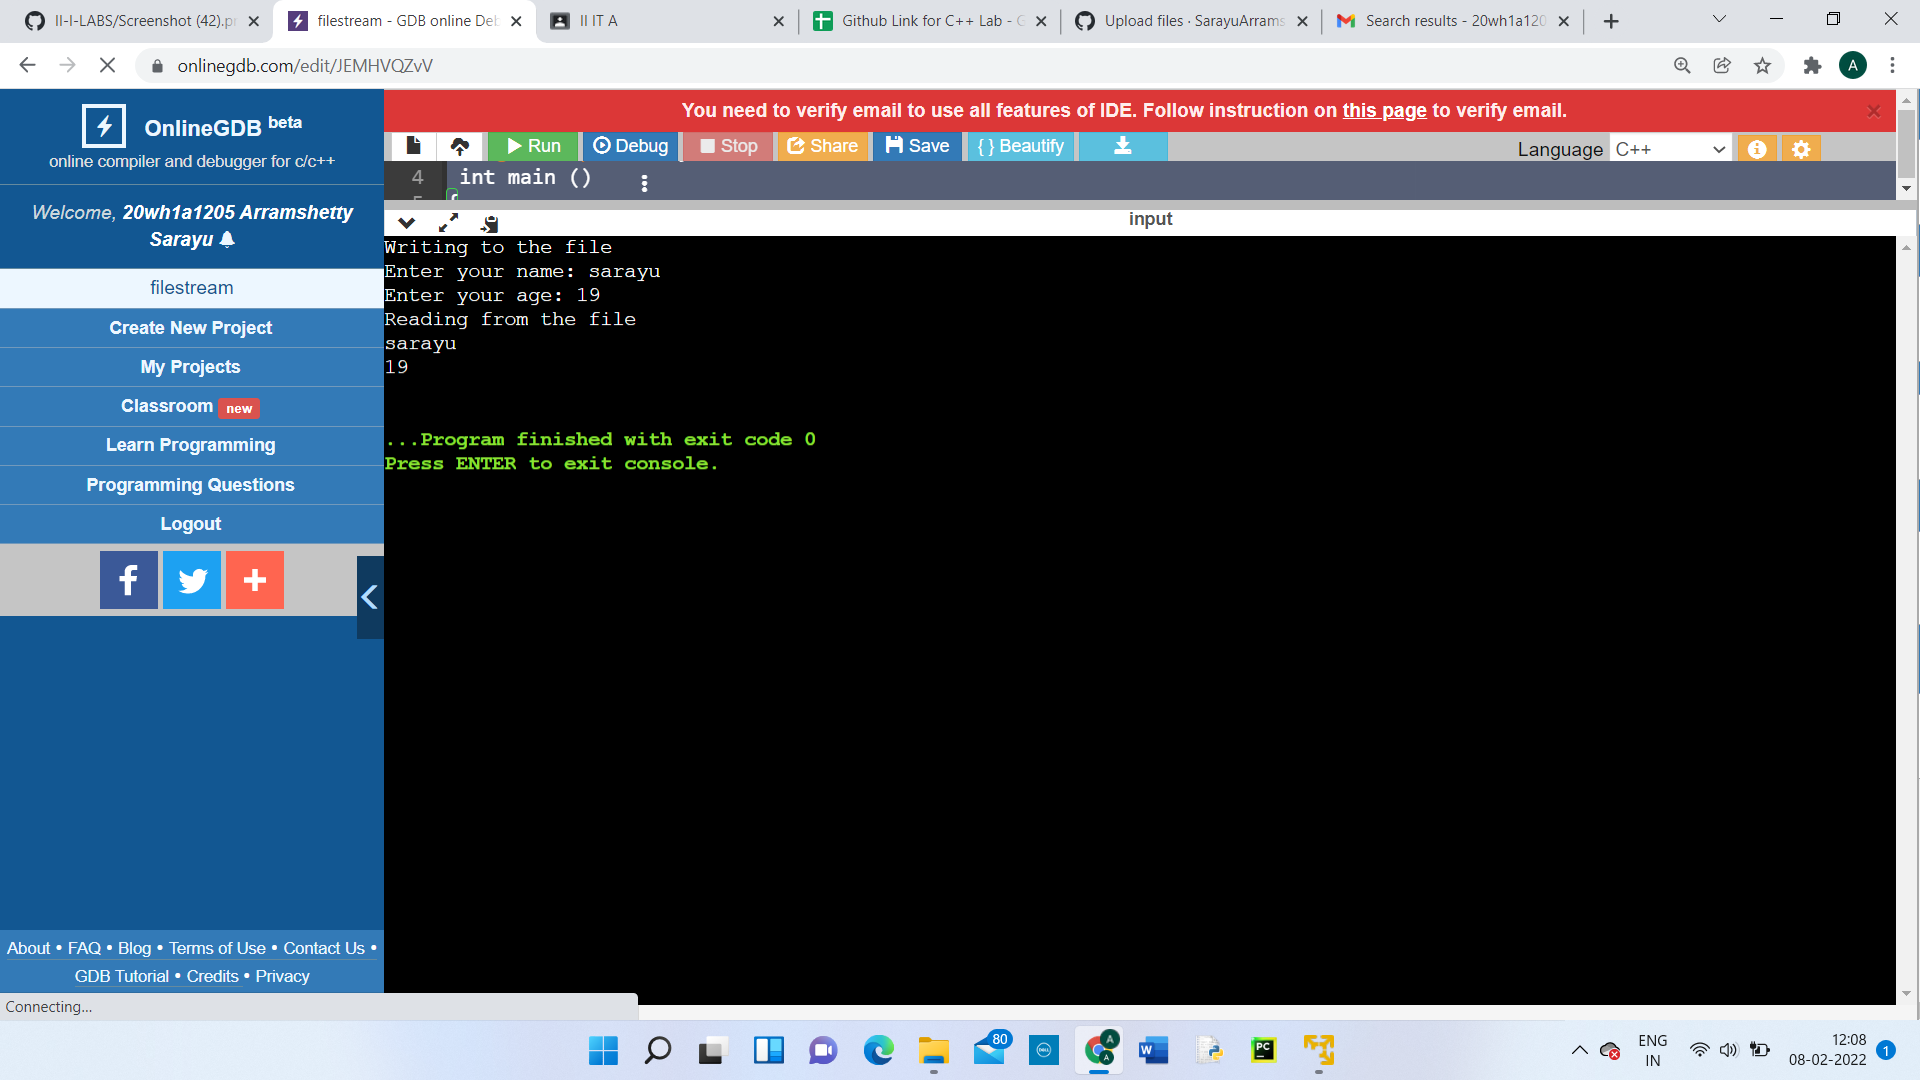 II-I-LABS/Screenshot (42).pr
filestream - GDB online Deb
II IT A
Github Link for C++ Lab - G
Upload files · SarayuArrams
Search results - 20wh1a120
onlinegdb.com/edit/JEMHVQZvV
A
OnlineGDB beta
online compiler and debugger for c/c++
Welcome, 20wh1a1205 Arramshetty
Sarayu
filestream
Create New Project
My Projects
Classroom new
Learn Programming
Programming Questions
Logout
About • FAQ • Blog • Terms of Use • Contact Us •
GDB Tutorial • Credits • Privacy
Connecting...
You need to verify email to use all features of IDE. Follow instruction on this page to verify email.
Run Debug Stop Share Save { } Beautify
Language C++
4 int main ()
input
Writing to the file
Enter your name: sarayu
Enter your age: 19
Reading from the file
sarayu
19
...Program finished with exit code 0
Press ENTER to exit console.
80
ENG
IN
12:08
08-02-2022
1